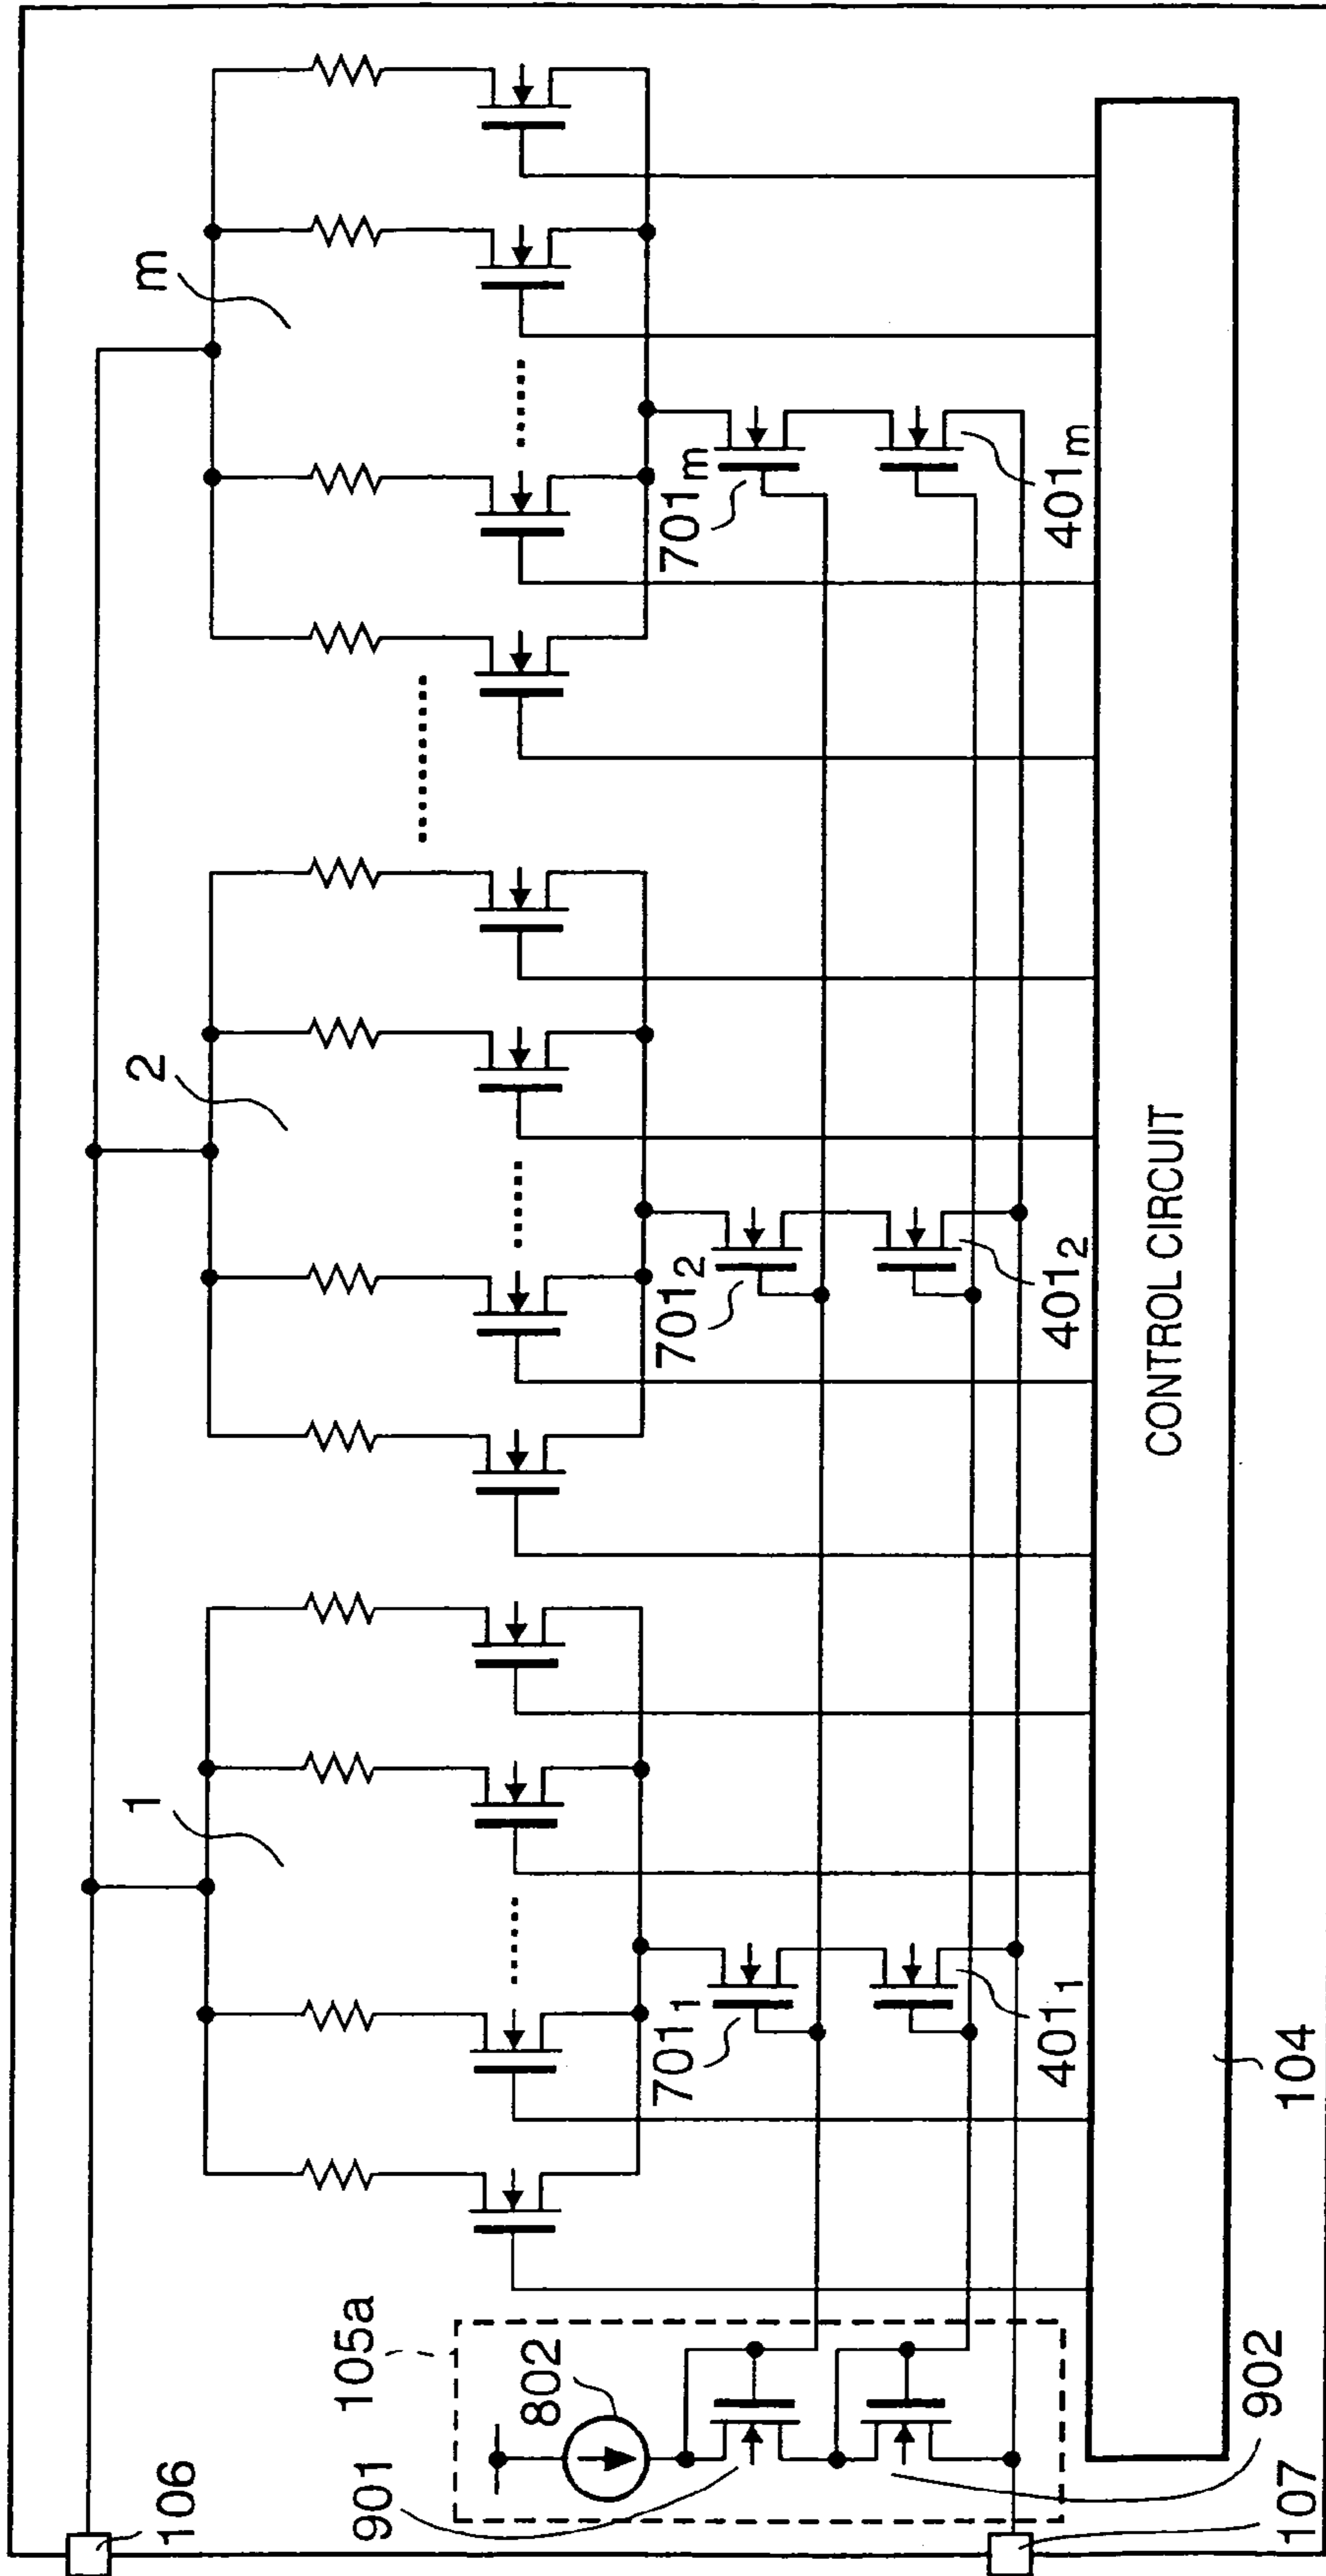 106
1
2
m
105a
802
901
902
107
701₁
401₁
701₂
401₂
701ₘ
401ₘ
CONTROL CIRCUIT
104